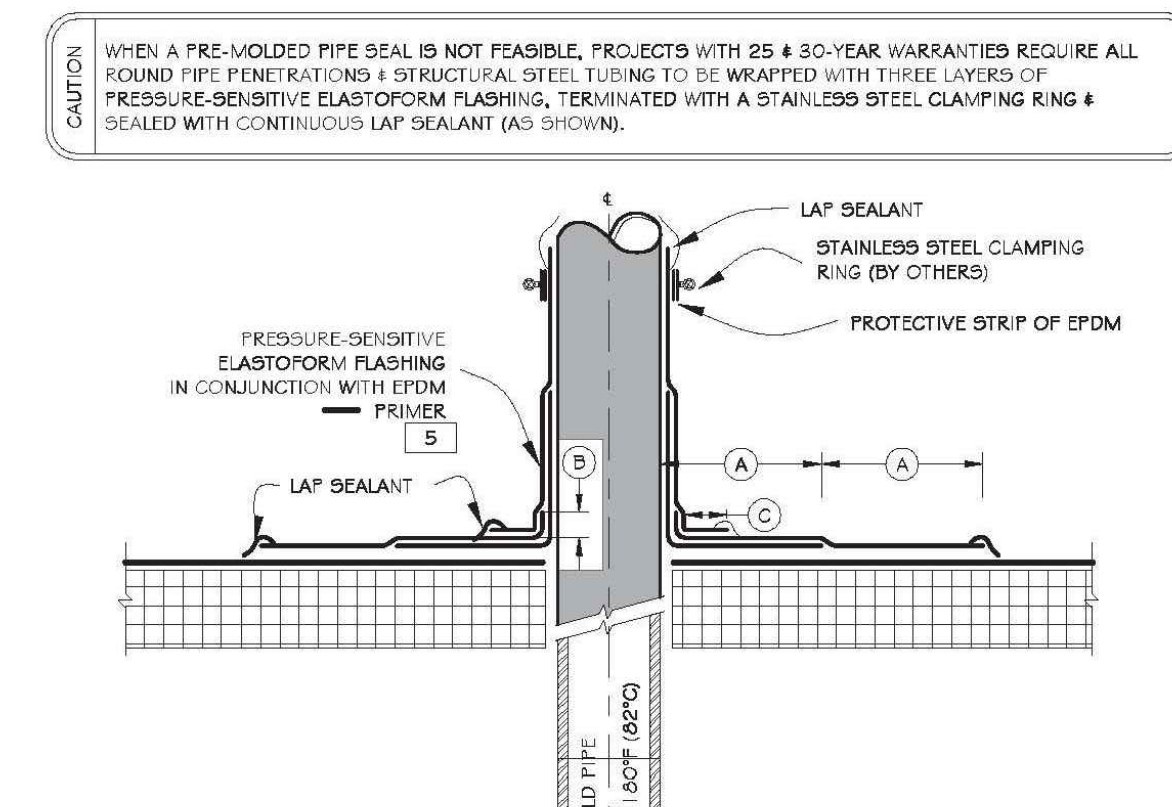 CAUTION
WHEN A PRE-MOLDED PIPE SEAL IS NOT FEASIBLE, PROJECTS WITH 25 & 30-YEAR WARRANTIES REQUIRE ALL
ROUND PIPE PENETRATIONS & STRUCTURAL STEEL TUBING TO BE WRAPPED WITH THREE LAYERS OF
PRESSURE-SENSITIVE ELASTOFORM FLASHING, TERMINATED WITH A STAINLESS STEEL CLAMPING RING &
SEALED WITH CONTINUOUS LAP SEALANT (AS SHOWN).
℄
LAP SEALANT
STAINLESS STEEL CLAMPING
RING (BY OTHERS)
PROTECTIVE STRIP OF EPDM
PRESSURE-SENSITIVE
ELASTOFORM FLASHING
IN CONJUNCTION WITH EPDM
PRIMER
5
B
A
A
LAP SEALANT
C
LD PIPE
180°F (82°C)